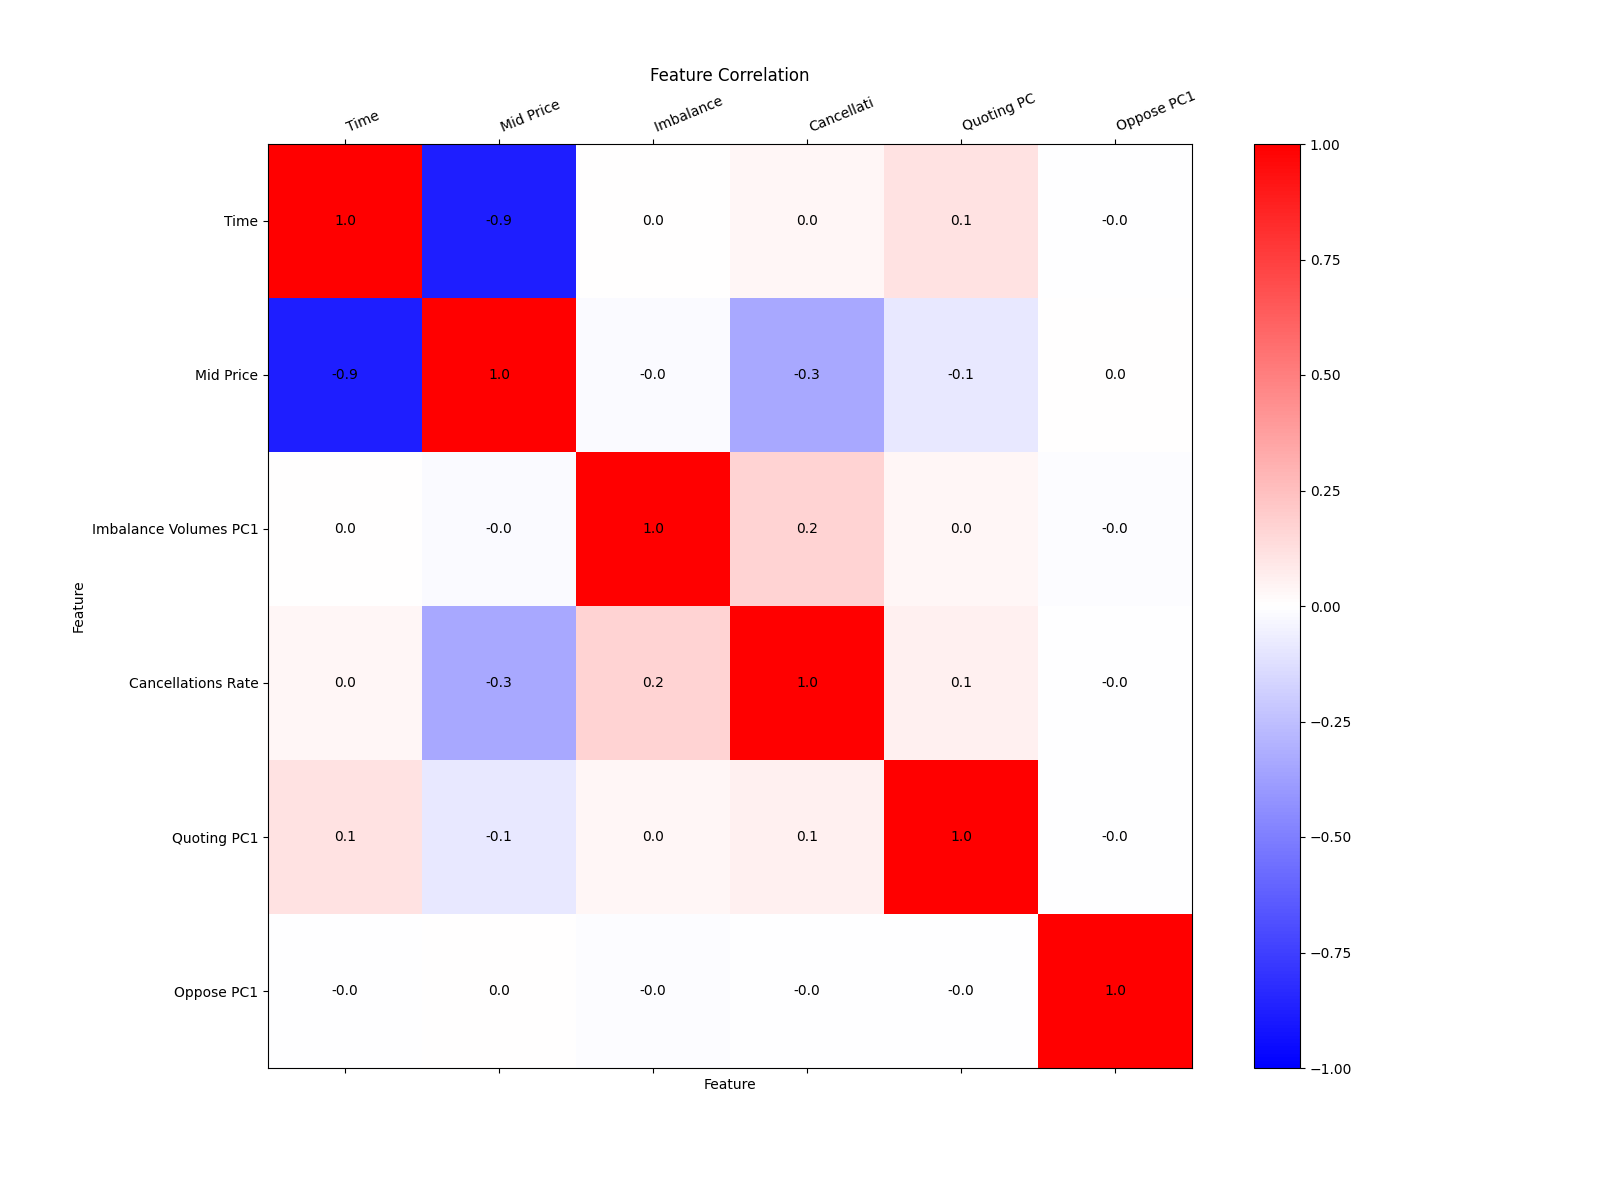 Feature Correlation
Time Mid Price Imbalance Cancellati Quoting PC Oppose PC1
Time 1.0 -0.9 0.0 0.0 0.1 -0.0
Mid Price -0.9 1.0 -0.0 -0.3 -0.1 0.0
Imbalance Volumes PC1 0.0 -0.0 1.0 0.2 0.0 -0.0
Cancellations Rate 0.0 -0.3 0.2 1.0 0.1 -0.0
Quoting PC1 0.1 -0.1 0.0 0.1 1.0 -0.0
Oppose PC1 -0.0 0.0 -0.0 -0.0 -0.0 1.0
Feature
Feature
1.00
0.75
0.50
0.25
0.00
−0.25
−0.50
−0.75
−1.00